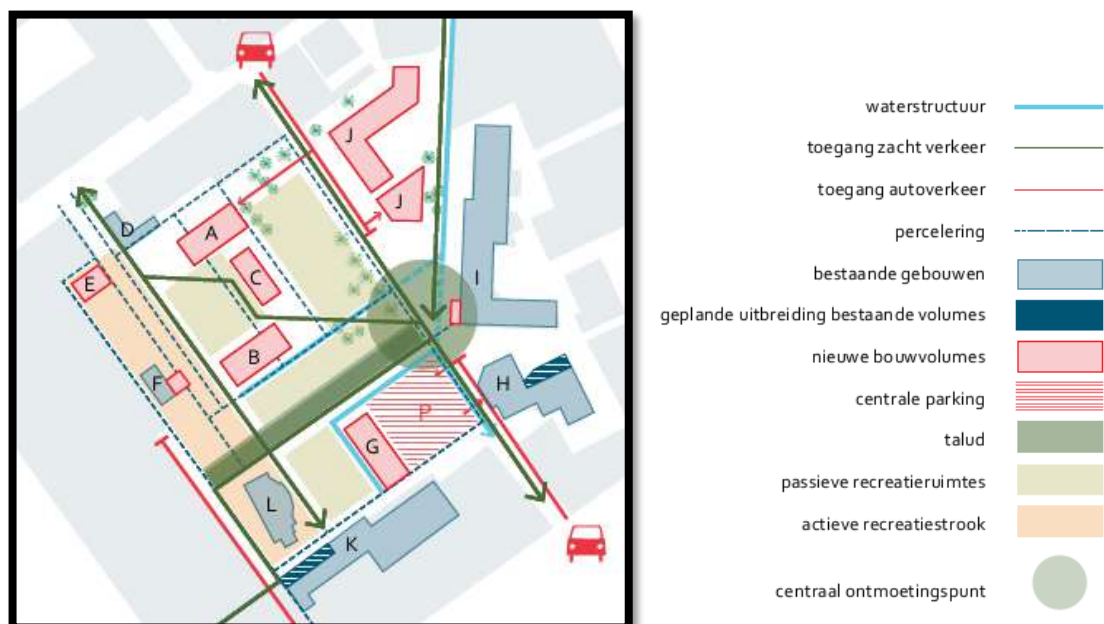 J
J
D
A
I
C
E
B
F
H
P
G
L
K
waterstructuur
toegang zacht verkeer
toegang autoverkeer
percelering
bestaande gebouwen
geplande uitbreiding bestaande volumes
nieuwe bouwvolumes
centrale parking
talud
passieve recreatieruimtes
actieve recreatiestrook
centraal ontmoetingspunt